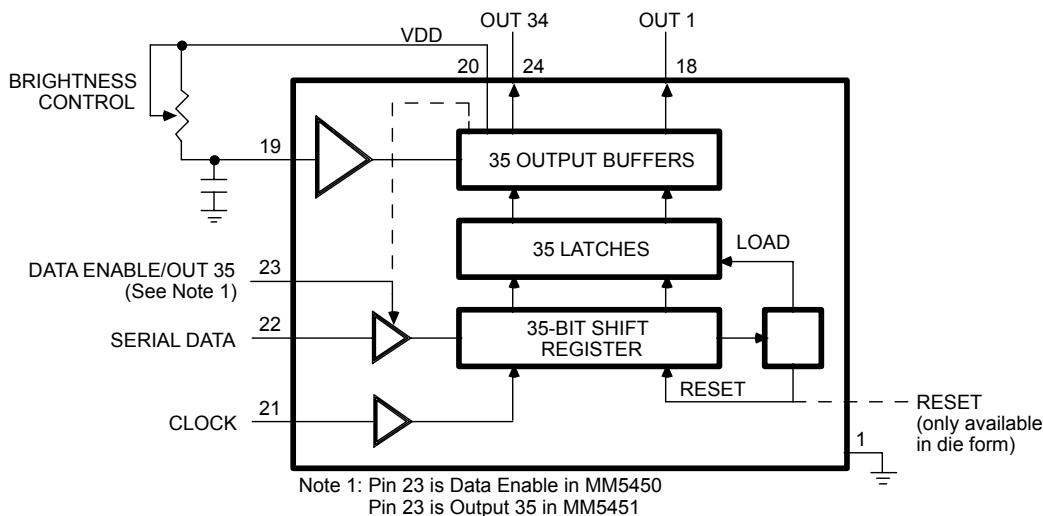 OUT 34
OUT 1
VDD
20
24
18
BRIGHTNESS
CONTROL
19
35 OUTPUT BUFFERS
35 LATCHES
LOAD
DATA ENABLE/OUT 35
(See Note 1)
23
SERIAL DATA
22
35-BIT SHIFT
REGISTER
RESET
CLOCK
21
RESET
(only available
in die form)
1
Note 1: Pin 23 is Data Enable in MM5450
Pin 23 is Output 35 in MM5451